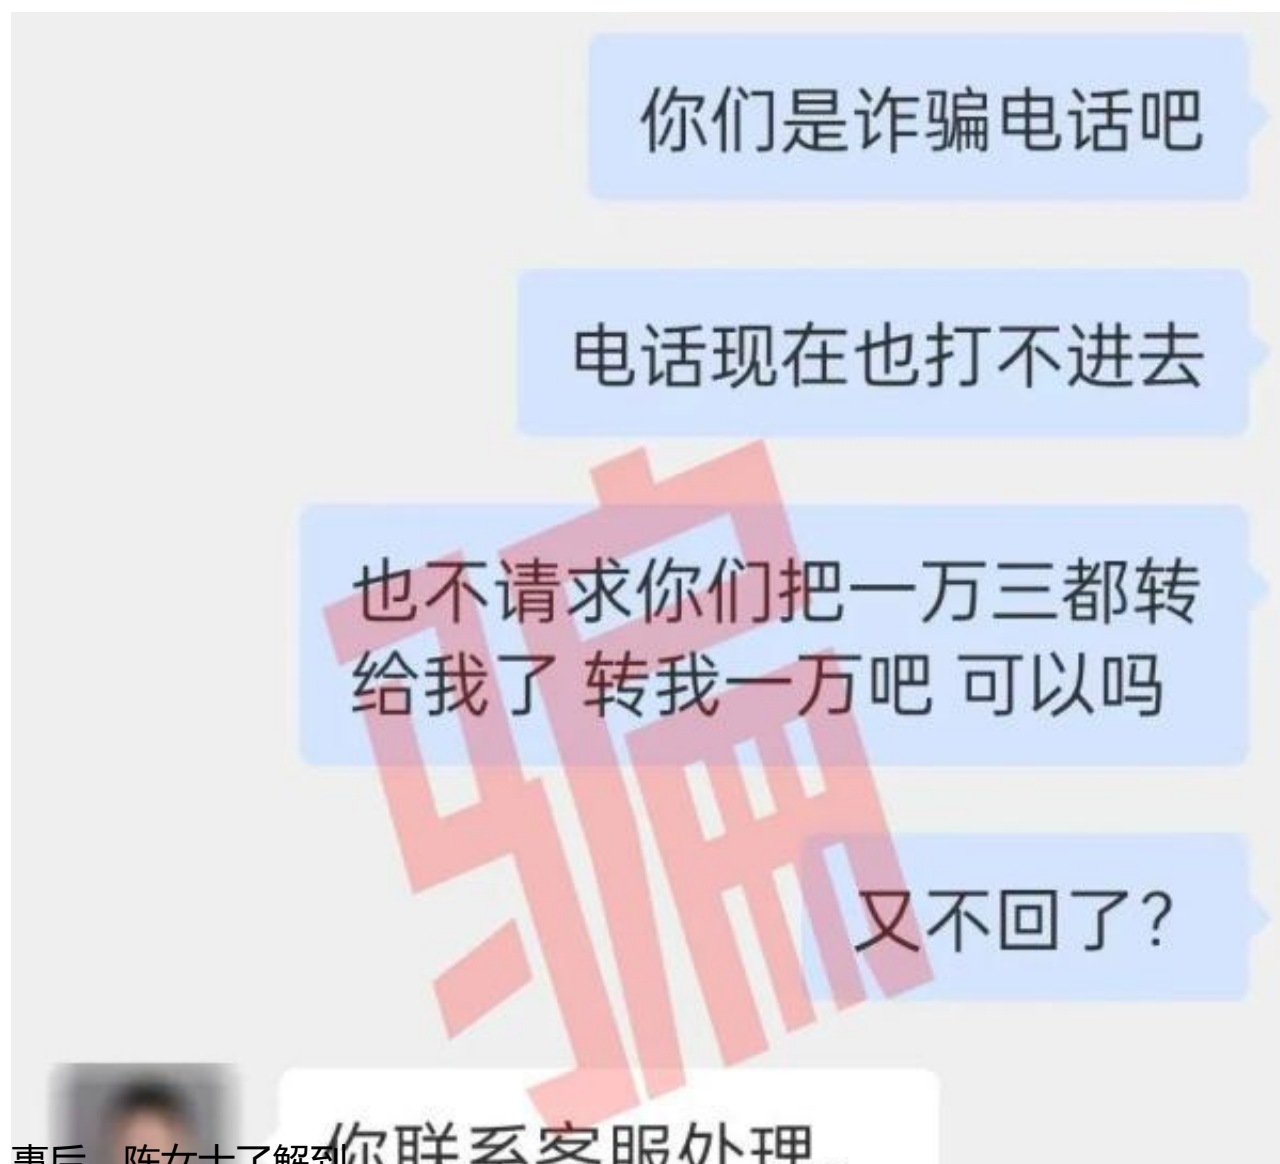 你们是诈骗电话吧
电话现在也打不进去
也不请求你们把一万三都转
给我了 转我一万吧 可以吗
骗
又不回了?
你联系客服处理
事后，陈女士了解到